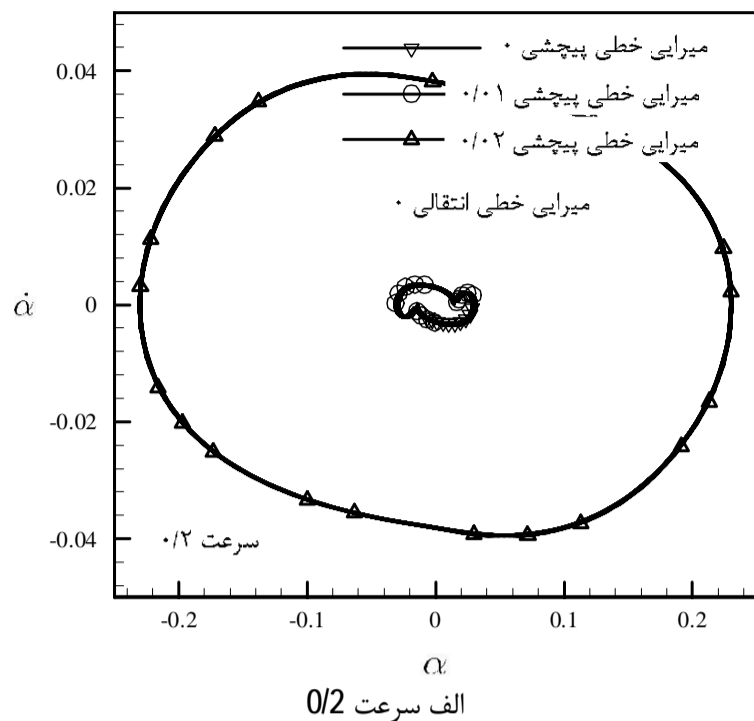 میرایی خطی پیچشی ۰
0.04
میرایی خطی پیچشی ۰/۰۱
میرایی خطی پیچشی ۰/۰۲
0.02
میرایی خطی انتقالی ۰
α̇
0
-0.02
-0.04
سرعت ۰/۲
-0.2 -0.1 0 0.1 0.2
α
الف سرعت 0/2